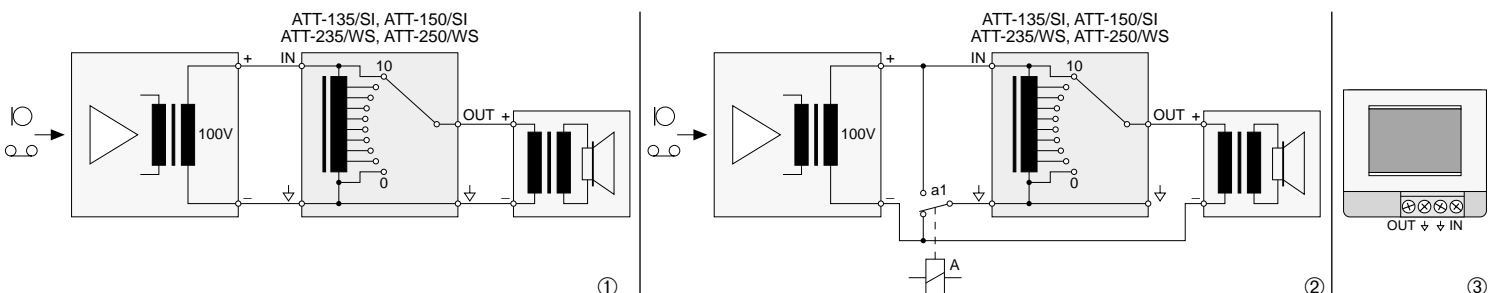 ATT-135/SI, ATT-150/SI
ATT-235/WS, ATT-250/WS
+ IN
10
100V
OUT +
0
–
–
①
ATT-135/SI, ATT-150/SI
ATT-235/WS, ATT-250/WS
+ IN
10
100V
OUT +
0
a1
–
–
A
②
OUT IN
③